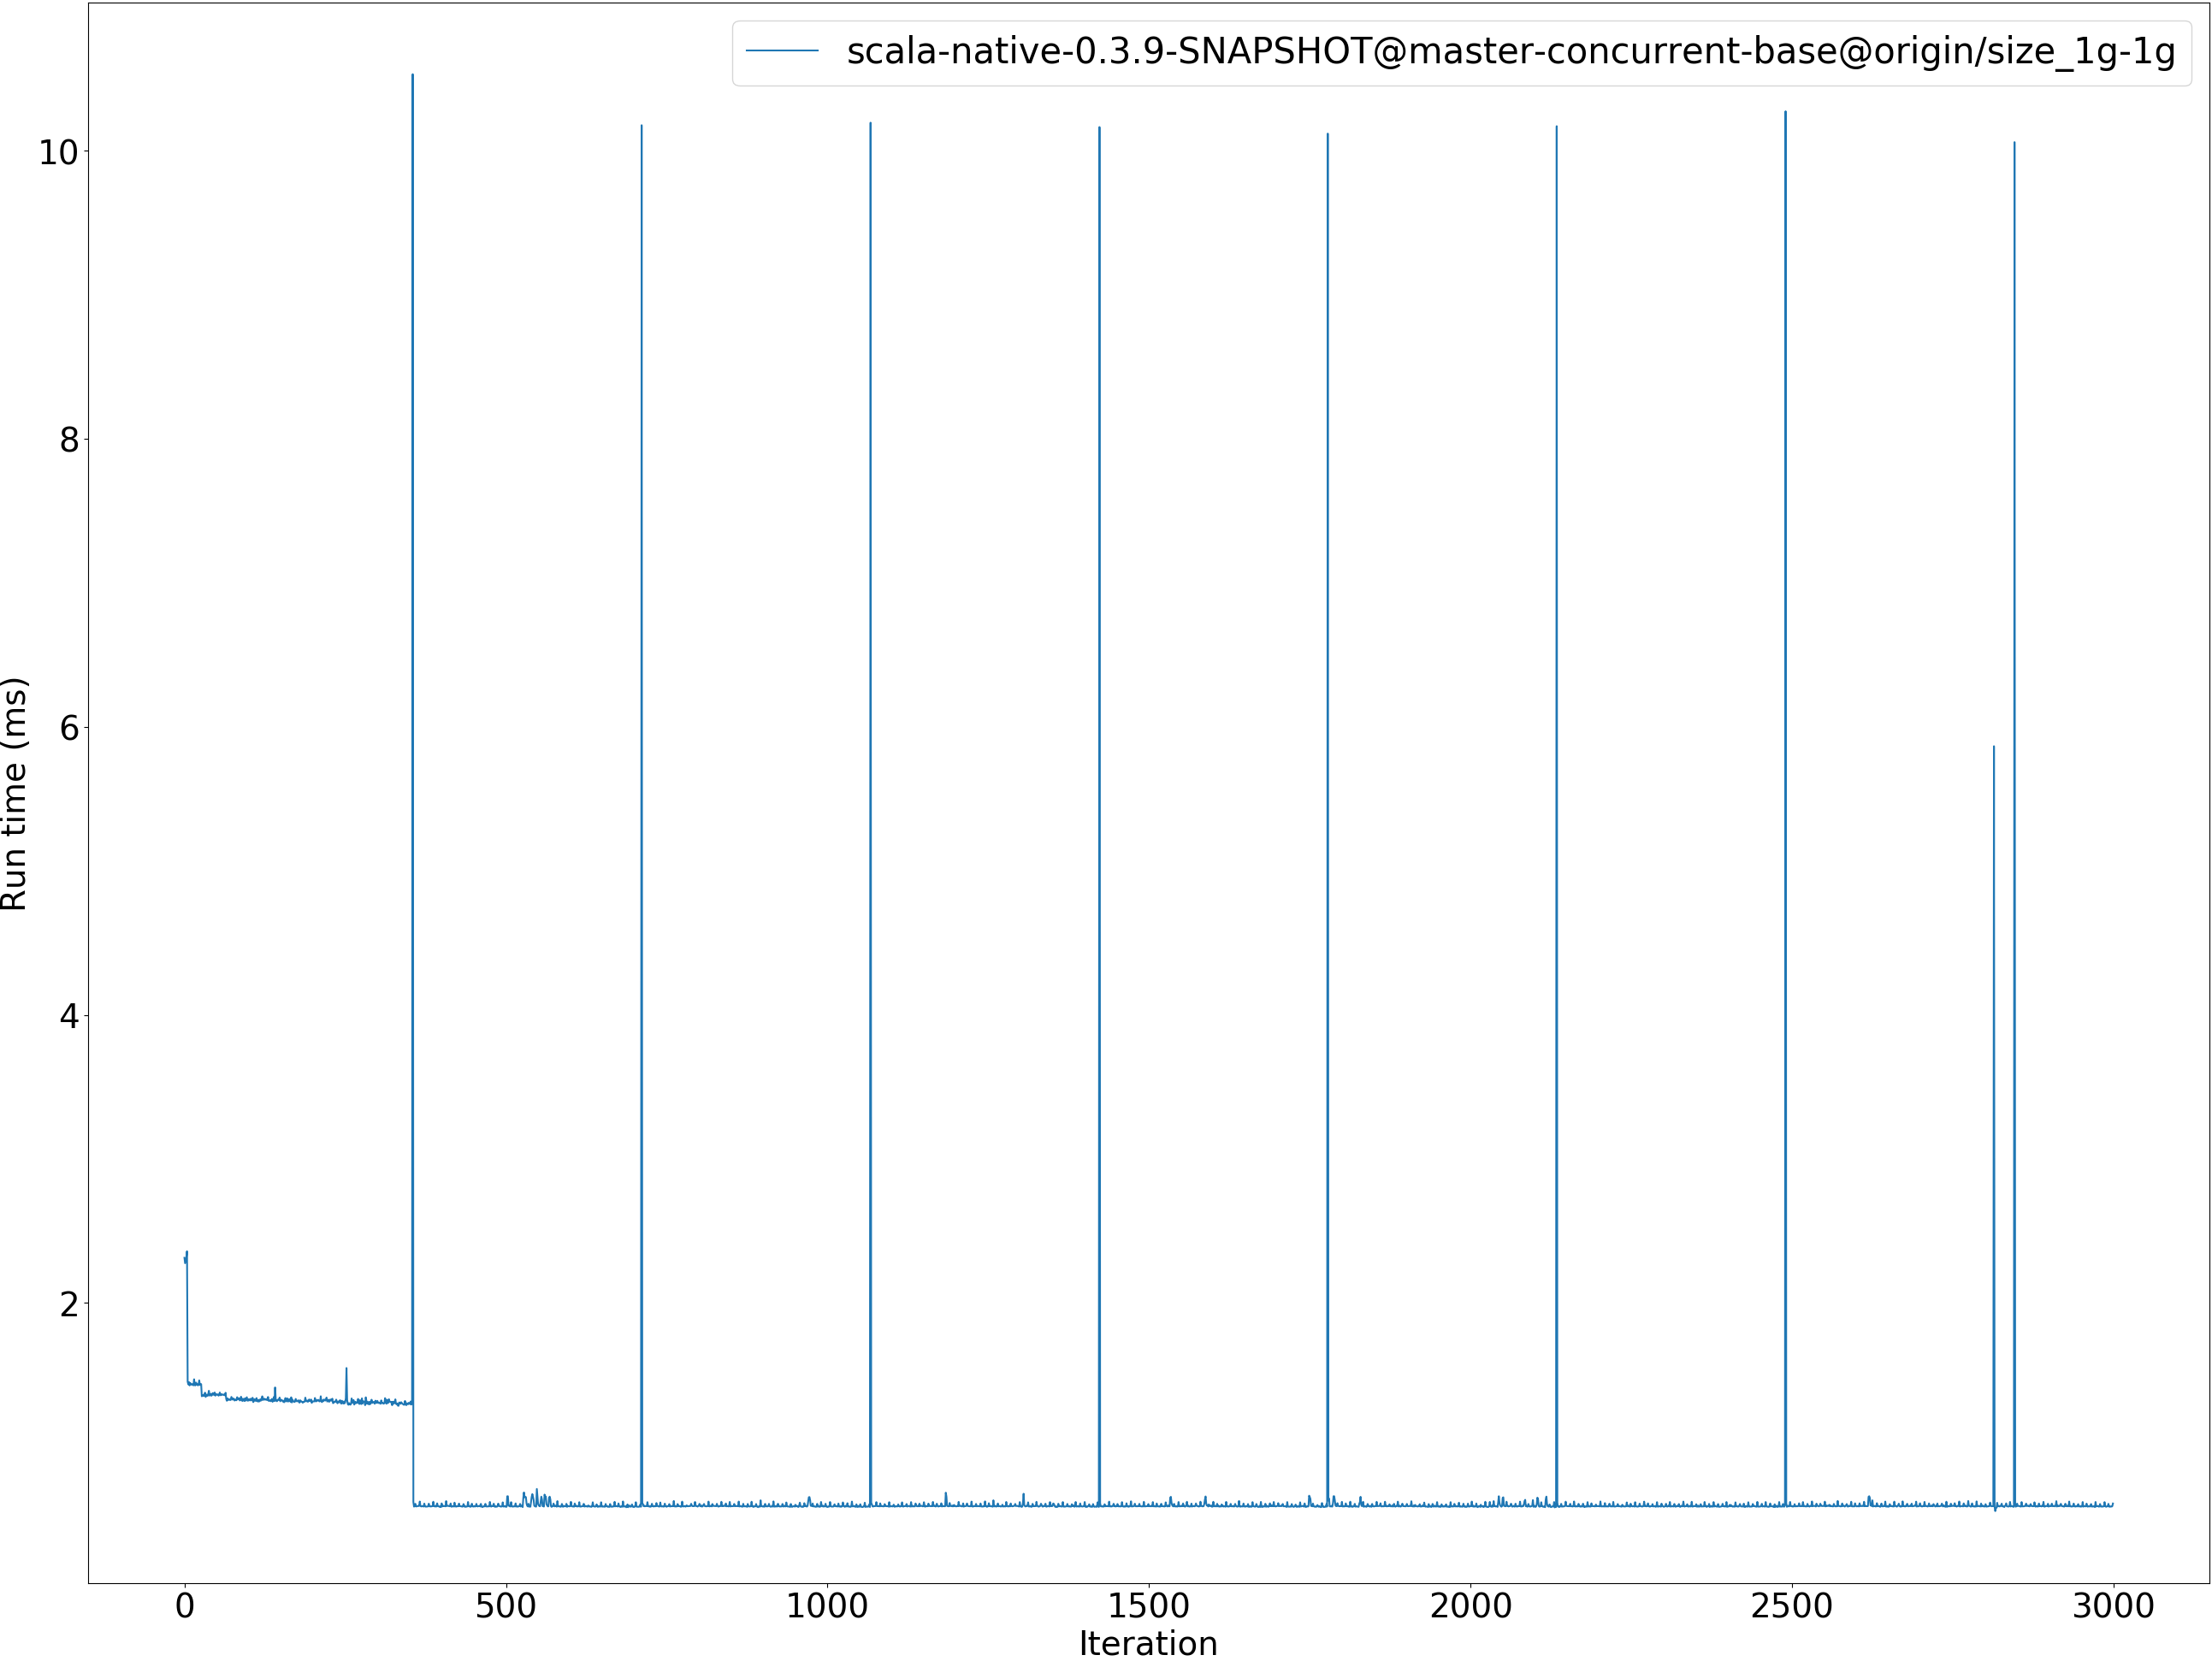 scala-native-0.3.9-SNAPSHOT@master-concurrent-base@origin/size_1g-1g
10
8
6
4
2
Run time (ms)
0 500 1000 1500 2000 2500 3000
Iteration